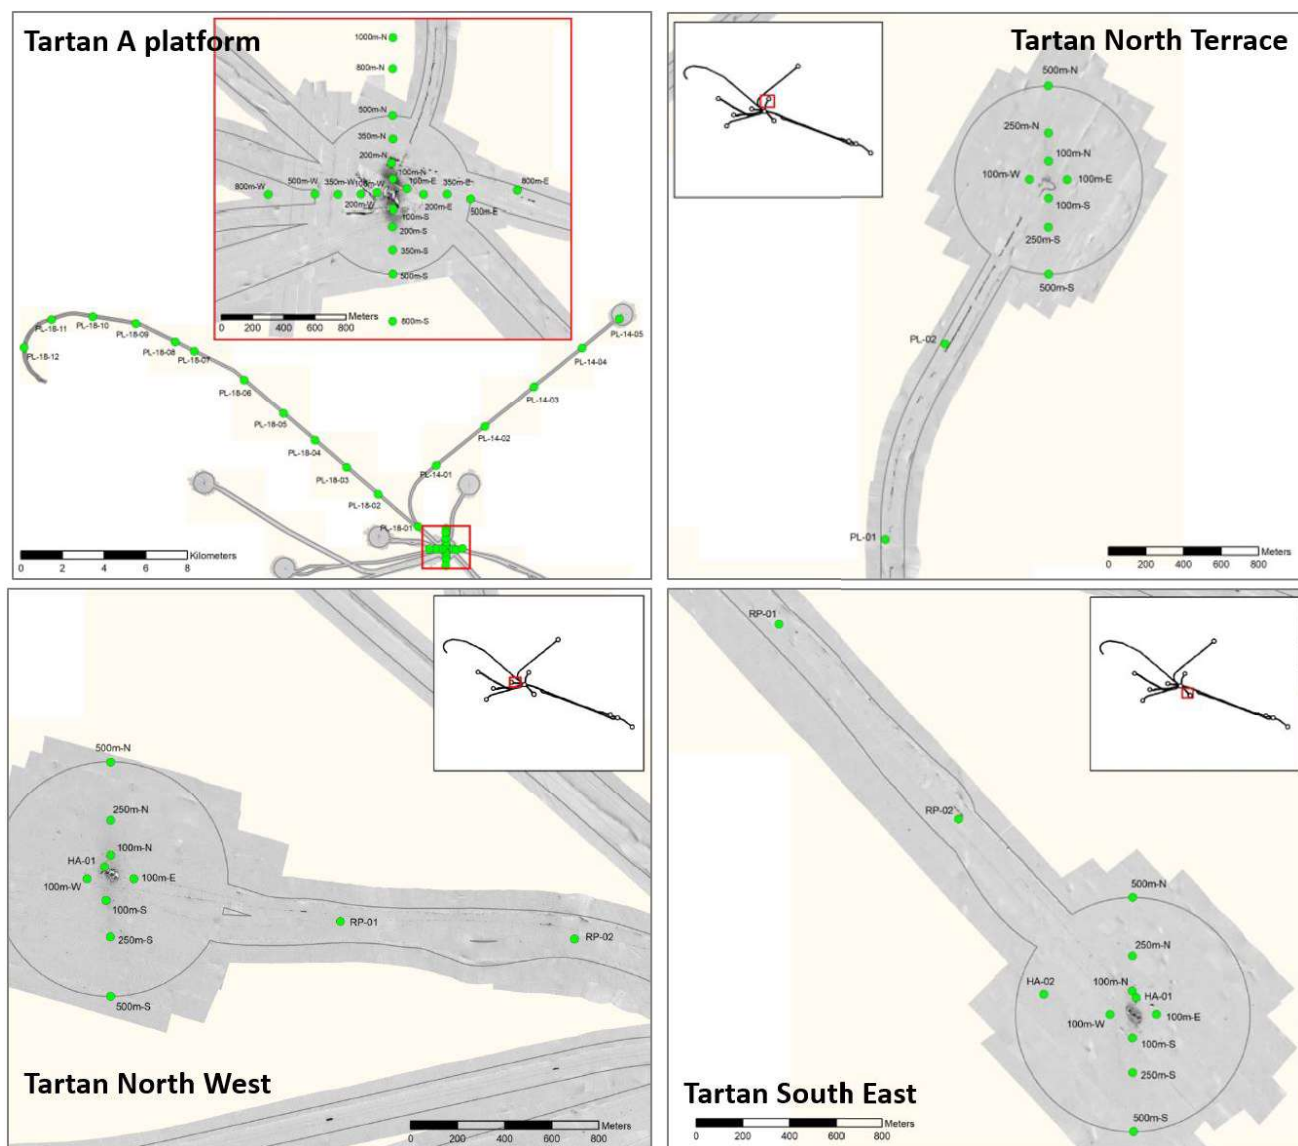 Tartan A platform
1000m-N
800m-N
500m-N
350m-N
200m-N
100m-N
800m-W
500m-W
350m-W
100m-W
200m-W
100m-E
350m-E
800m-E
200m-E
500m-E
100m-S
200m-S
350m-S
500m-S
800m-S
0 200 400 600 800 Meters
PL-18-11
PL-18-10
PL-18-09
PL-18-08
PL-18-07
PL-18-12
PL-18-06
PL-18-05
PL-18-04
PL-18-03
PL-18-02
PL-18-01
PL-14-05
PL-14-04
PL-14-03
PL-14-02
PL-14-01
0 2 4 6 8 Kilometers
Tartan North Terrace
500m-N
250m-N
100m-N
100m-W
100m-E
100m-S
250m-S
500m-S
PL-02
PL-01
0 200 400 600 800 Meters
500m-N
250m-N
100m-N
HA-01
100m-W
100m-E
100m-S
250m-S
500m-S
RP-01
RP-02
Tartan North West
0 200 400 600 800 Meters
RP-01
RP-02
500m-N
250m-N
HA-02
100m-N
HA-01
100m-W
100m-E
100m-S
250m-S
500m-S
Tartan South East
0 200 400 600 800 Meters